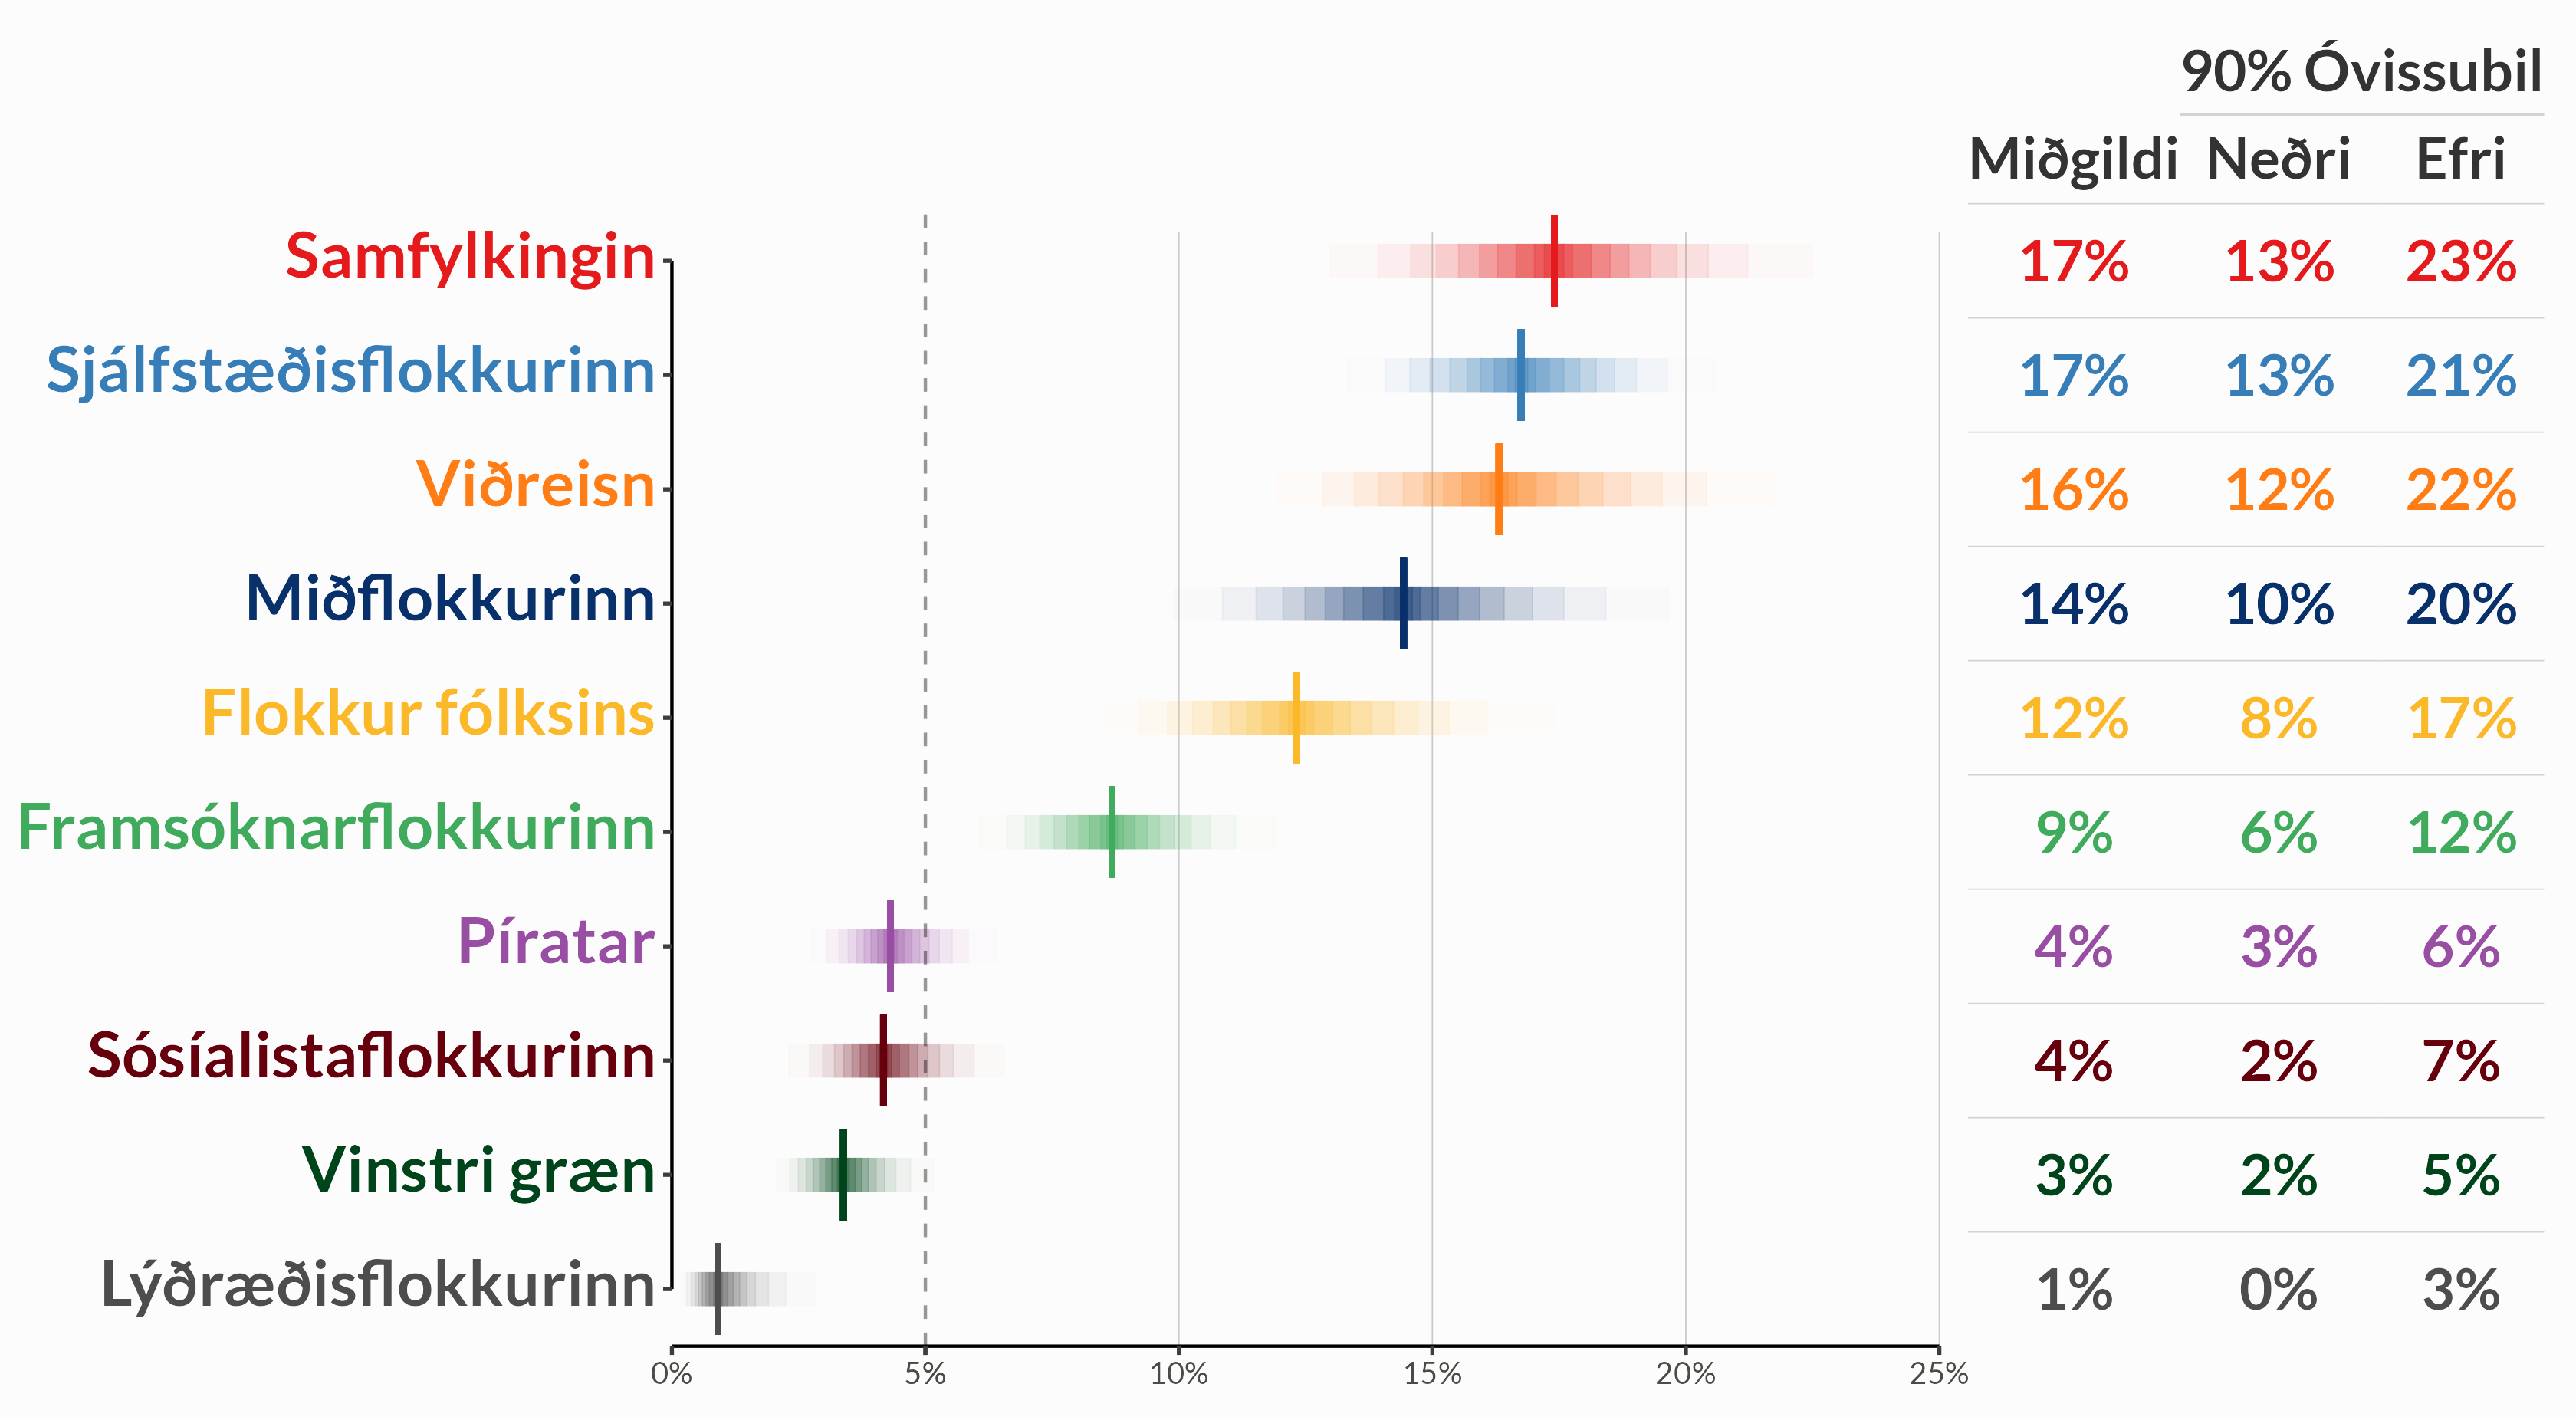 90% Óvissubil
Miðgildi Neðri Efri
Samfylkingin 17% 13% 23%
Sjálfstæðisflokkurinn 17% 13% 21%
Viðreisn 16% 12% 22%
Miðflokkurinn 14% 10% 20%
Flokkur fólksins 12% 8% 17%
Framsóknarflokkurinn 9% 6% 12%
Píratar 4% 3% 6%
Sósíalistaflokkurinn 4% 2% 7%
Vinstri græn 3% 2% 5%
Lýðræðisflokkurinn 1% 0% 3%
0% 5% 10% 15% 20% 25%